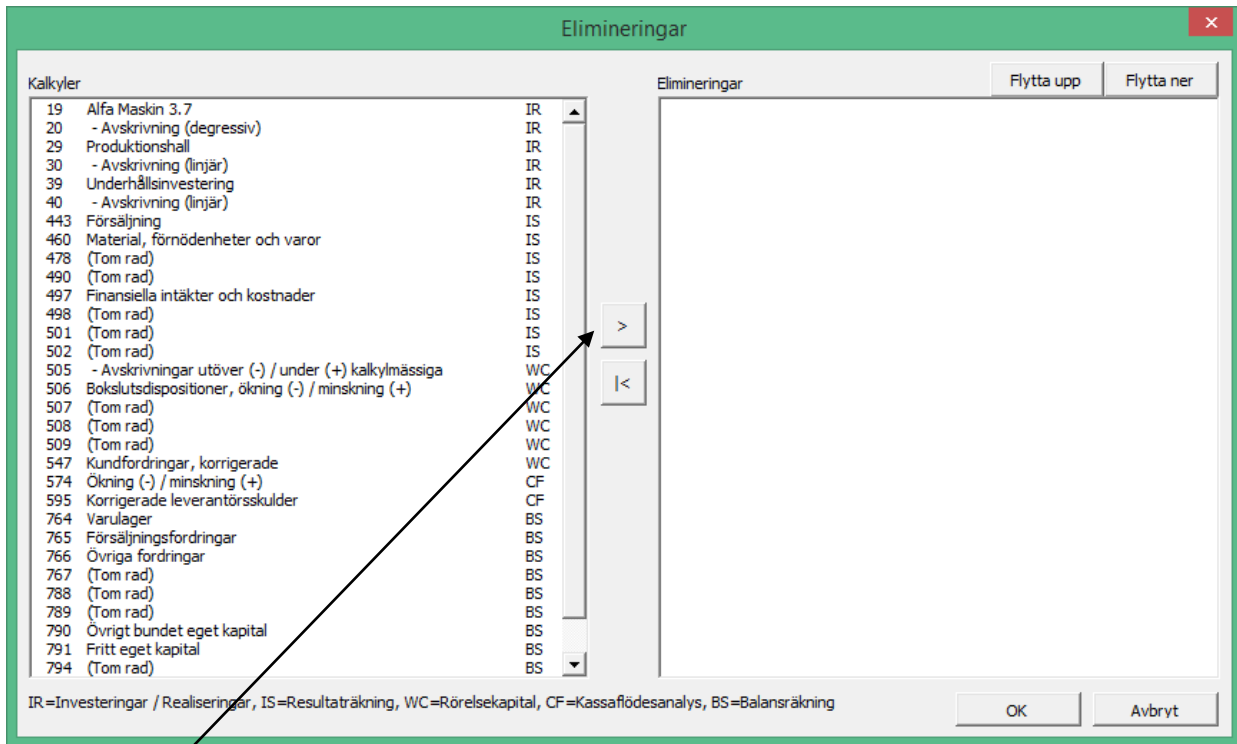 Elimineringar
Kalkyler
Elimineringar
Flytta upp
Flytta ner
19 Alfa Maskin 3.7 IR
20 - Avskrivning (degressiv) IR
29 Produktionshall IR
30 - Avskrivning (linjär) IR
39 Underhållsinvestering IR
40 - Avskrivning (linjär) IR
443 Försäljning IS
460 Material, förnödenheter och varor IS
478 (Tom rad) IS
490 (Tom rad) IS
497 Finansiella intäkter och kostnader IS
498 (Tom rad) IS
501 (Tom rad) IS
502 (Tom rad) IS
505 - Avskrivningar utöver (-) / under (+) kalkylmässiga WC
506 Bokslutsdispositioner, ökning (-) / minskning (+) WC
507 (Tom rad) WC
508 (Tom rad) WC
509 (Tom rad) WC
547 Kundfordringar, korrigerade WC
574 Ökning (-) / minskning (+) CF
595 Korrigerade leverantörsskulder CF
764 Varulager BS
765 Försäljningsfordringar BS
766 Övriga fordringar BS
767 (Tom rad) BS
788 (Tom rad) BS
789 (Tom rad) BS
790 Övrigt bundet eget kapital BS
791 Fritt eget kapital BS
794 (Tom rad) BS
>
|<
IR=Investeringar / Realiseringar, IS=Resultaträkning, WC=Rörelsekapital, CF=Kassaflödesanalys, BS=Balansräkning
OK
Avbryt